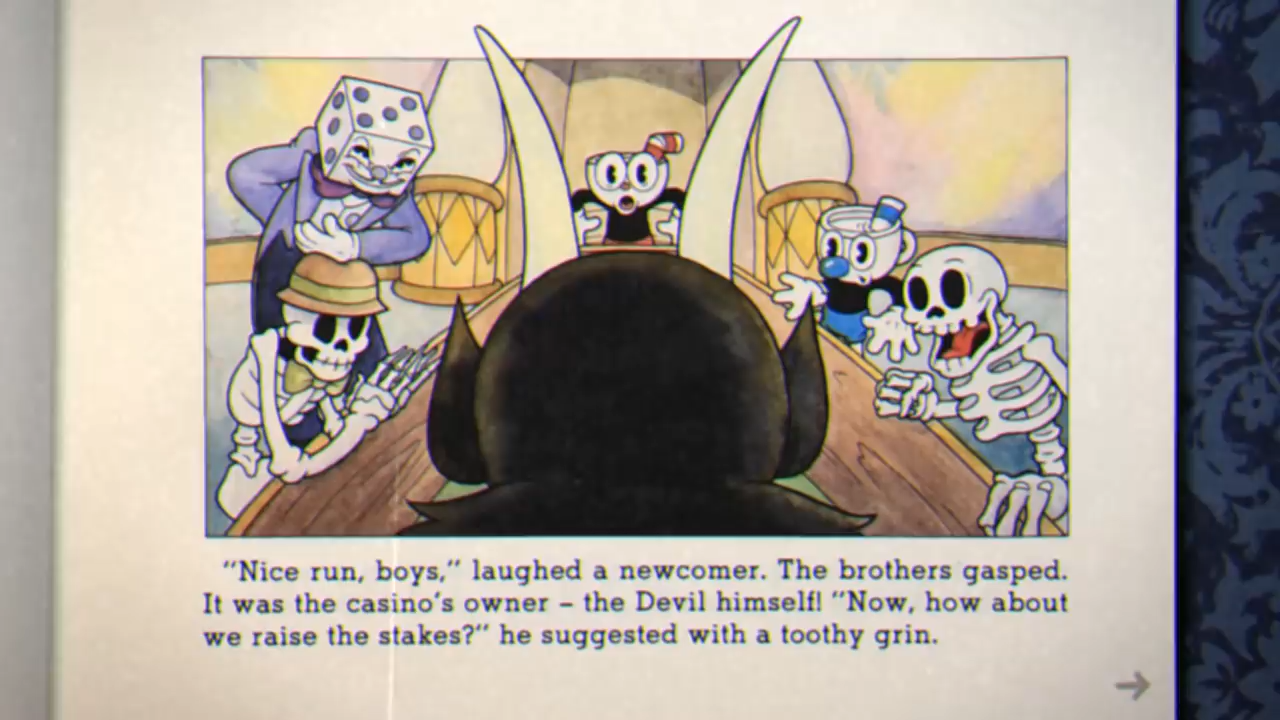 “Nice run, boys,” laughed a newcomer. The brothers gasped.
It was the casino’s owner – the Devil himself! “Now, how about
we raise the stakes?” he suggested with a toothy grin.